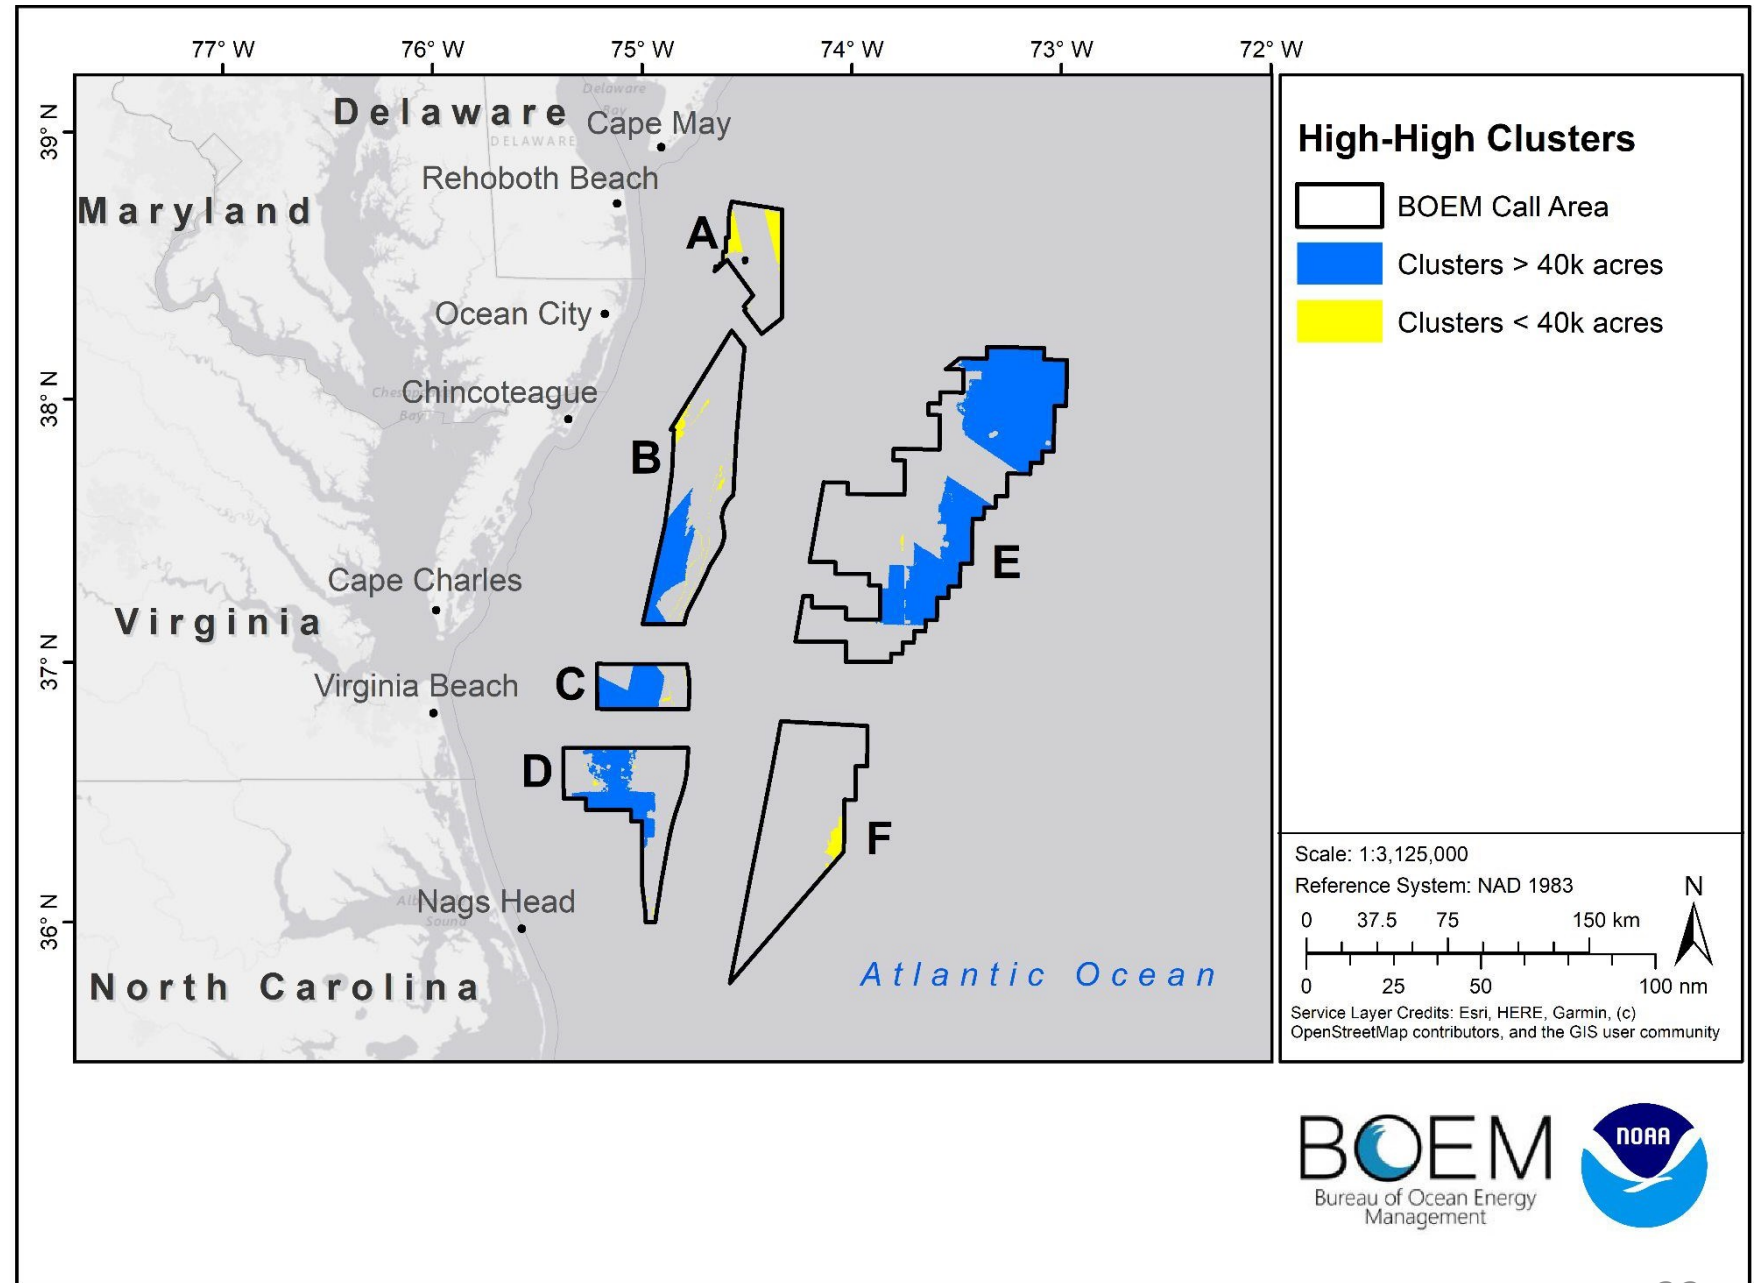 77° W
76° W
75° W
74° W
73° W
72° W
39° N
38° N
37° N
36° N
Delaware
Delaware
DELAWARE
Cape May
Rehoboth Beach
Maryland
Ocean City
Chincoteague
Cape Charles
Virginia
Virginia Beach
Nags Head
Sound
North Carolina
Atlantic Ocean
A
B
C
D
E
F
High-High Clusters
BOEM Call Area
Clusters > 40k acres
Clusters < 40k acres
Scale: 1:3,125,000
Reference System: NAD 1983
N
0 37.5 75 150 km
0 25 50 100 nm
Service Layer Credits: Esri, HERE, Garmin, (c)
OpenStreetMap contributors, and the GIS user community
BOEM
Bureau of Ocean Energy
Management
NOAA